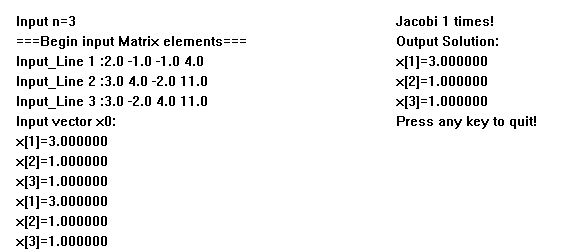 Input n=3
===Begin input Matrix elements===
Input_Line 1 :2.0 -1.0 -1.0 4.0
Input_Line 2 :3.0 4.0 -2.0 11.0
Input_Line 3 :3.0 -2.0 4.0 11.0
Input vector x0:
x[1]=3.000000
x[2]=1.000000
x[3]=1.000000
x[1]=3.000000
x[2]=1.000000
x[3]=1.000000
Jacobi 1 times!
Output Solution:
x[1]=3.000000
x[2]=1.000000
x[3]=1.000000
Press any key to quit!